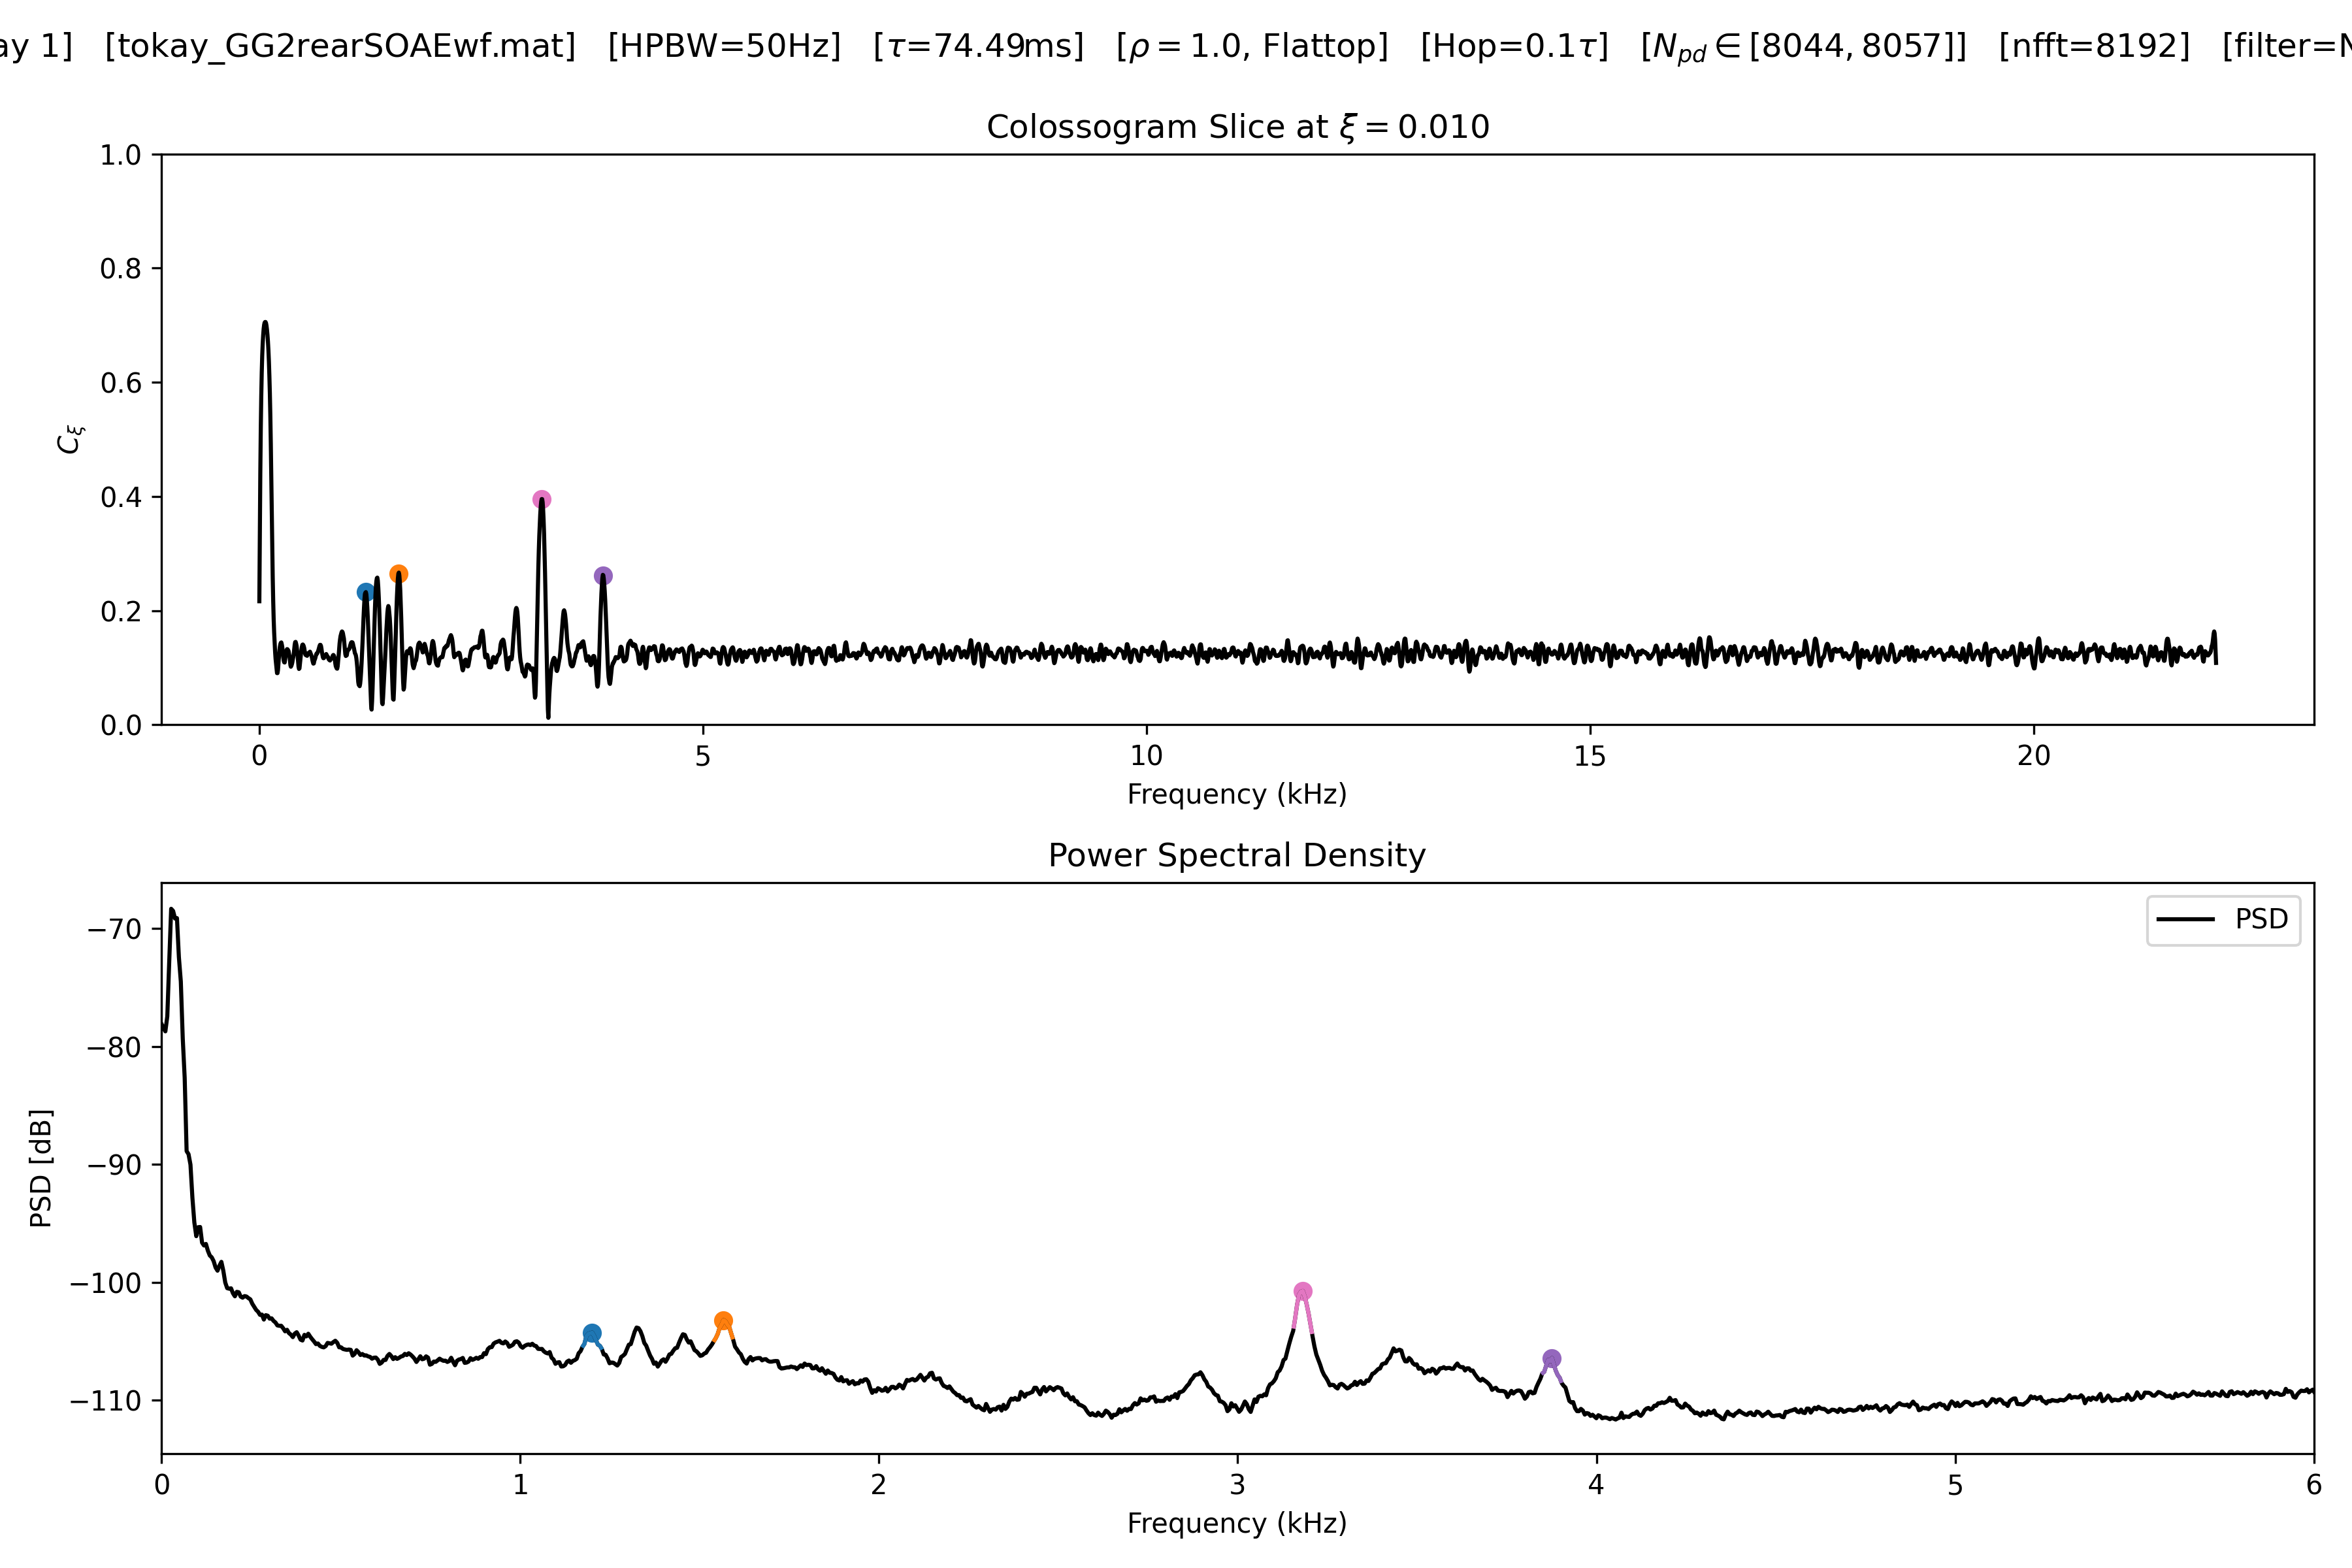 ay 1]   [tokay_GG2rearSOAEwf.mat]   [HPBW=50Hz]   [τ=74.49ms]   [ρ = 1.0, Flattop]   [Hop=0.1τ]   [N_pd ∈ [8044, 8057]]   [nfft=8192]   [filter=N
Colossogram Slice at ξ = 0.010
1.0
0.8
0.6
0.4
0.2
0.0
C_ξ
0 5 10 15 20
Frequency (kHz)
Power Spectral Density
PSD
−70
−80
−90
−100
−110
PSD [dB]
0 1 2 3 4 5 6
Frequency (kHz)